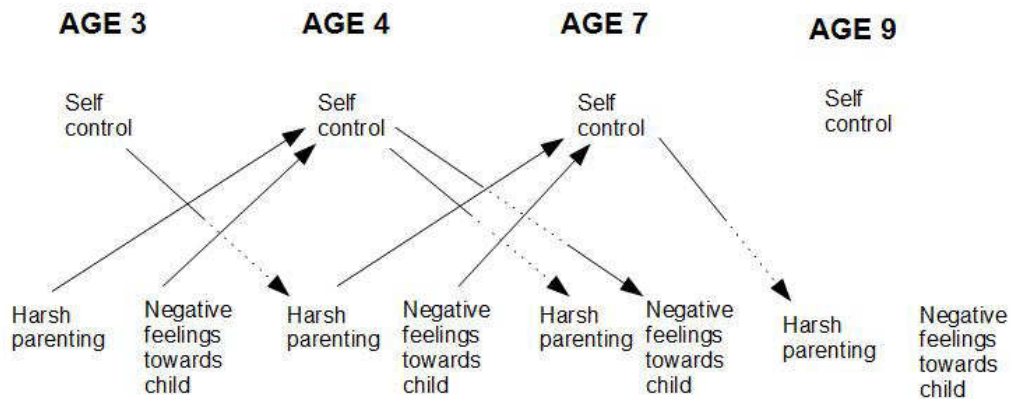 AGE 3
AGE 4
AGE 7
AGE 9
Self
control
Self
control
Self
control
Self
control
Harsh
parenting
Negative
feelings
towards
child
Harsh
parenting
Negative
feelings
towards
child
Harsh
parenting
Negative
feelings
towards
child
Harsh
parenting
Negative
feelings
towards
child